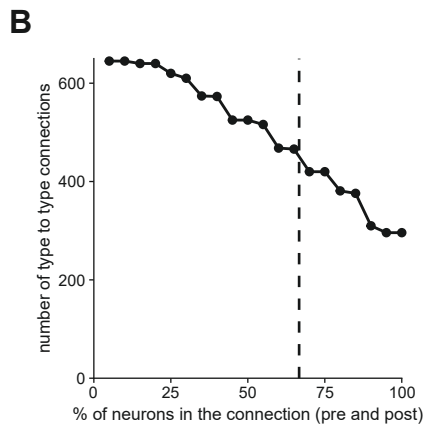 B
number of type to type connections
600
400
200
0
0 25 50 75 100
% of neurons in the connection (pre and post)